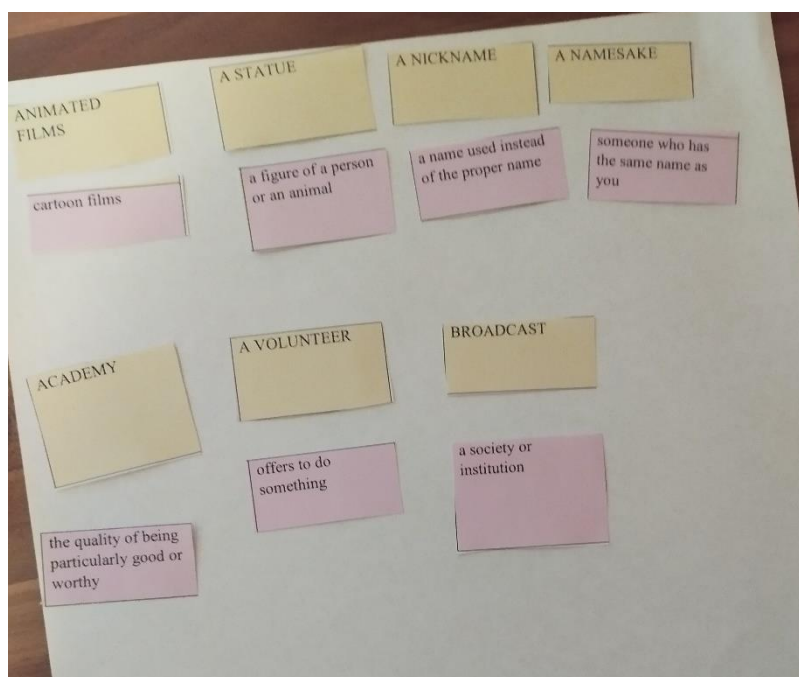 ANIMATED
FILMS
A STATUE
A NICKNAME
A NAMESAKE
cartoon films
a figure of a person
or an animal
a name used instead
of the proper name
someone who has
the same name as
you
ACADEMY
A VOLUNTEER
BROADCAST
the quality of being
particularly good or
worthy
offers to do
something
a society or
institution